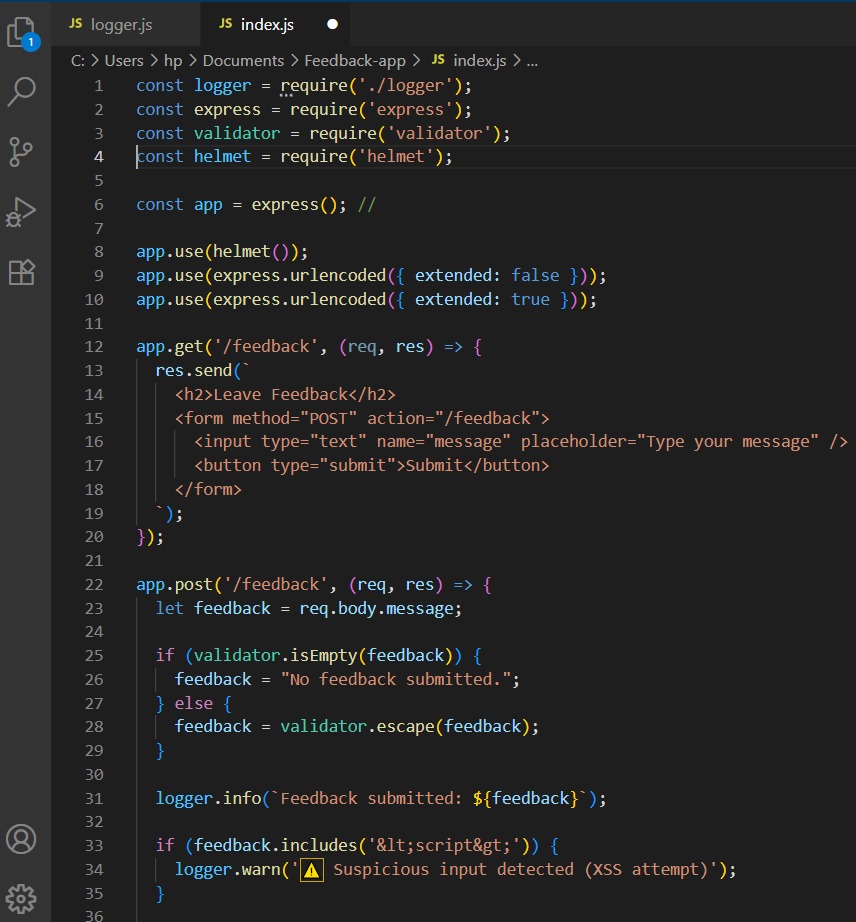 JS logger.js JS index.js ●
1
C: > Users > hp > Documents > Feedback-app > JS index.js > ...
1 const logger = require('./logger');
2 const express = require('express');
3 const validator = require('validator');
4 const helmet = require('helmet');
5
6 const app = express(); //
7
8 app.use(helmet());
9 app.use(express.urlencoded({ extended: false }));
10 app.use(express.urlencoded({ extended: true }));
11
12 app.get('/feedback', (req, res) => {
13   res.send(`
14     <h2>Leave Feedback</h2>
15     <form method="POST" action="/feedback">
16       <input type="text" name="message" placeholder="Type your message" />
17       <button type="submit">Submit</button>
18     </form>
19   `);
20 });
21
22 app.post('/feedback', (req, res) => {
23   let feedback = req.body.message;
24
25   if (validator.isEmpty(feedback)) {
26     feedback = "No feedback submitted.";
27   } else {
28     feedback = validator.escape(feedback);
29   }
30
31   logger.info(`Feedback submitted: ${feedback}`);
32
33   if (feedback.includes('&lt;script&gt;')) {
34     logger.warn('⚠ Suspicious input detected (XSS attempt)');
35   }
36